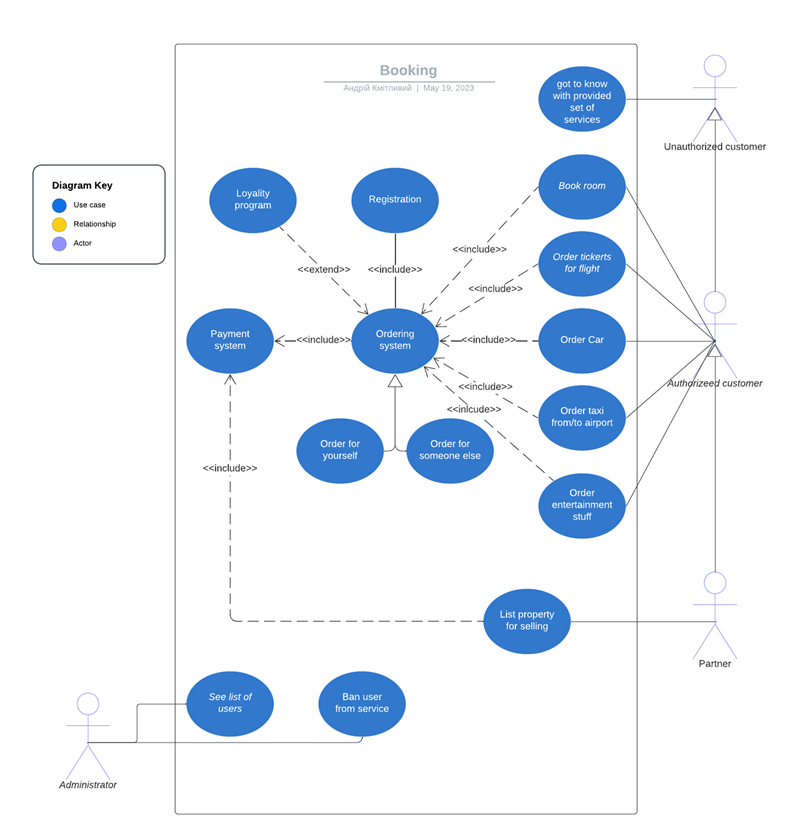 Booking
Андрій Кмітливий | May 19, 2023
got to know
with provided
set of
services
Unauthorized customer
Diagram Key
Use case
Relationship
Actor
Loyality
program
Registration
Book room
<<include>>
<<extend>>
<<include>>
Order tickerts
for flight
<<include>>
Payment
system
<<include>>
Ordering
system
<<include>>
Order Car
Authorizeed customer
<<include>>
<<inlcude>>
Order taxi
from/to airport
Order for
yourself
Order for
someone else
<<include>>
Order
entertainment
stuff
List property
for selling
Partner
See list of
users
Ban user
from service
Administrator